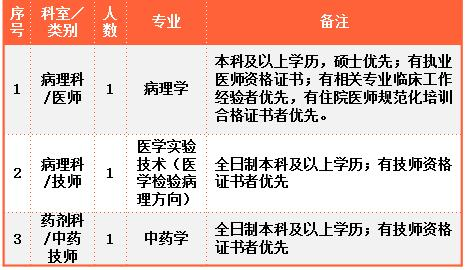 序号 科室／类别 人数 专业 备注
1 病理科/医师 1 病理学 本科及以上学历，硕士优先；有执业
医师资格证书；有相关专业临床工作
经验者优先，有住院医师规范化培训
合格证书者优先。
2 病理科/技师 1 医学实验技术（医学检验病理方向） 全日制本科及以上学历；有技师资格
证书者优先
3 药剂科/中药技师 1 中药学 全日制本科及以上学历；有技师资格
证书者优先